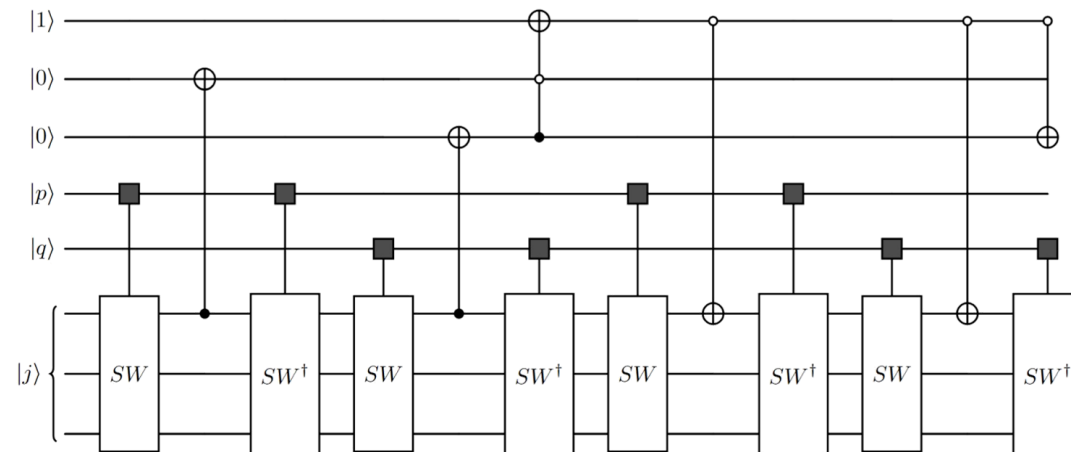 |1⟩
|0⟩
|0⟩
|p⟩
|q⟩
|j⟩
SW SW† SW SW† SW SW† SW SW†